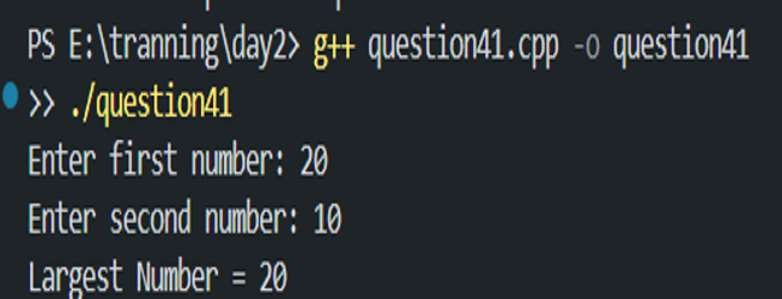 PS E:\tranning\day2> g++ question41.cpp -o question41
>> ./question41
Enter first number: 20
Enter second number: 10
Largest Number = 20